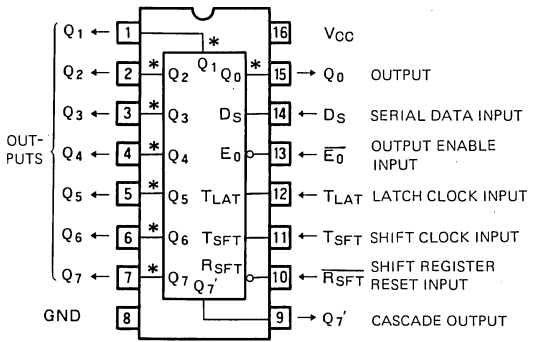 Q₁ ← 1 16 VCC
Q₂ ← 2 * Q₂ Q₁ * Q₀ * 15 → Q₀ OUTPUT
Q₃ ← 3 * Q₃ DS 14 ← DS SERIAL DATA INPUT
OUT-
PUTS
Q₄ ← 4 * Q₄ E₀ 13 ← E̅₀̅ OUTPUT ENABLE
INPUT
Q₅ ← 5 * Q₅ TLAT 12 ← TLAT LATCH CLOCK INPUT
Q₆ ← 6 * Q₆ TSFT 11 ← TSFT SHIFT CLOCK INPUT
Q₇ ← 7 * Q₇ RSFT 10 ← R̅S̅F̅T̅ SHIFT REGISTER
RESET INPUT
Q₇′
GND 8 9 → Q₇′ CASCADE OUTPUT